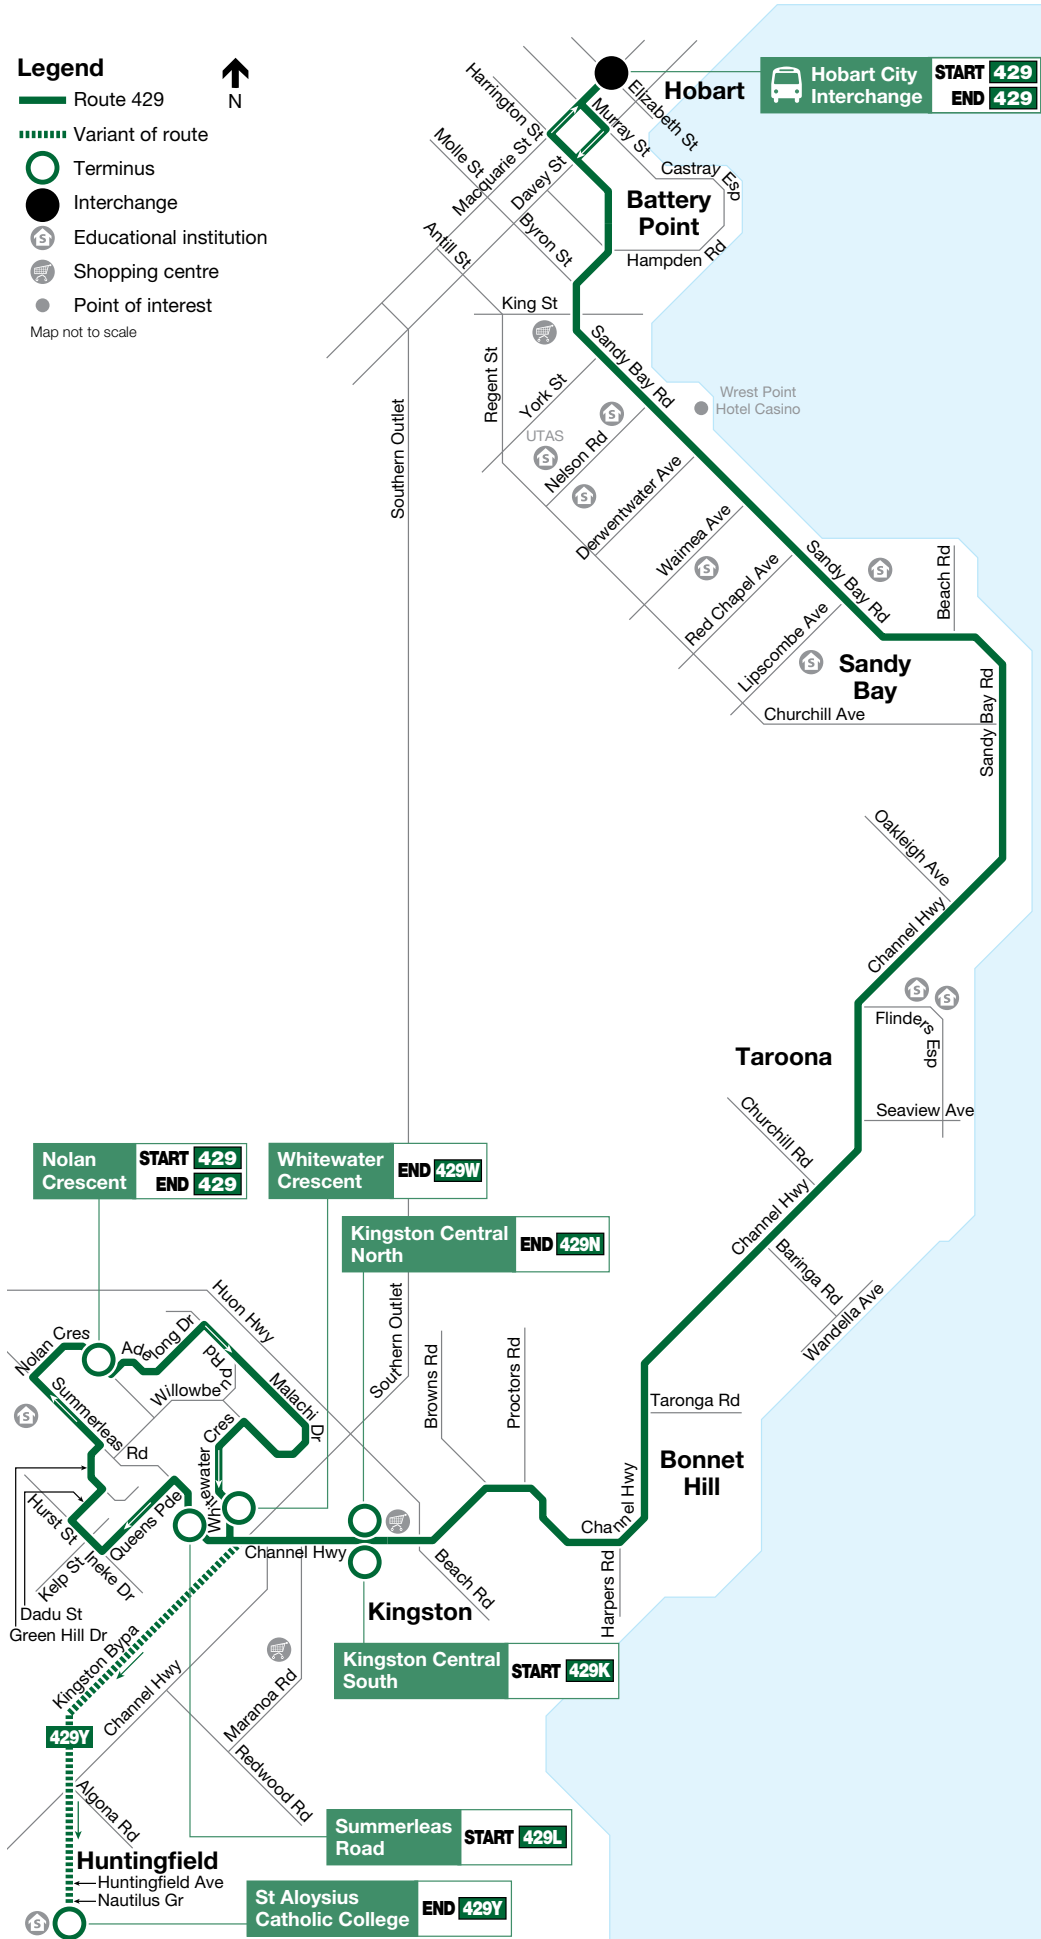 Legend
Route 429
Variant of route
Terminus
Interchange
Educational institution
Shopping centre
Point of interest
Map not to scale
N
Hobart City
Interchange
START 429
END 429
Hobart
Harrington St
Elizabeth St
Murray St
Molle St
Macquarie St
Davey St
Castray Esp
Battery
Point
Antill St
Byron St
Hampden Rd
King St
Sandy Bay Rd
Regent St
York St
Wrest Point
Hotel Casino
UTAS
Nelson Rd
Southern Outlet
Derwentwater Ave
Waimea Ave
Sandy Bay Rd
Beach Rd
Red Chapel Ave
Lipscombe Ave
Sandy
Bay
Sandy Bay Rd
Churchill Ave
Oakleigh Ave
Channel Hwy
Flinders Esp
Taroona
Seaview Ave
Churchill Rd
Channel Hwy
Baringa Rd
Wandella Ave
Nolan
Crescent
START 429
END 429
Whitewater
Crescent
END 429W
Kingston Central
North
END 429N
Huon Hwy
Southern Outlet
Nolan Cres
Adelong Dr
Willowbend Rd
Malachi Dr
Summerleas Rd
Whitewater Cres
Browns Rd
Proctors Rd
Taronga Rd
Bonnet
Hill
Channel Hwy
Queens Pde
Hurst St
Kelp St
Ineke Dr
Dadu St
Green Hill Dr
Channel Hwy
Beach Rd
Harpers Rd
Kingston
Kingston Bypa
Channel Hwy
Maranoa Rd
Redwood Rd
Kingston Central
South
START 429K
429Y
Algona Rd
Summerleas
Road
START 429L
Huntingfield
Huntingfield Ave
Nautilus Gr
St Aloysius
Catholic College
END 429Y